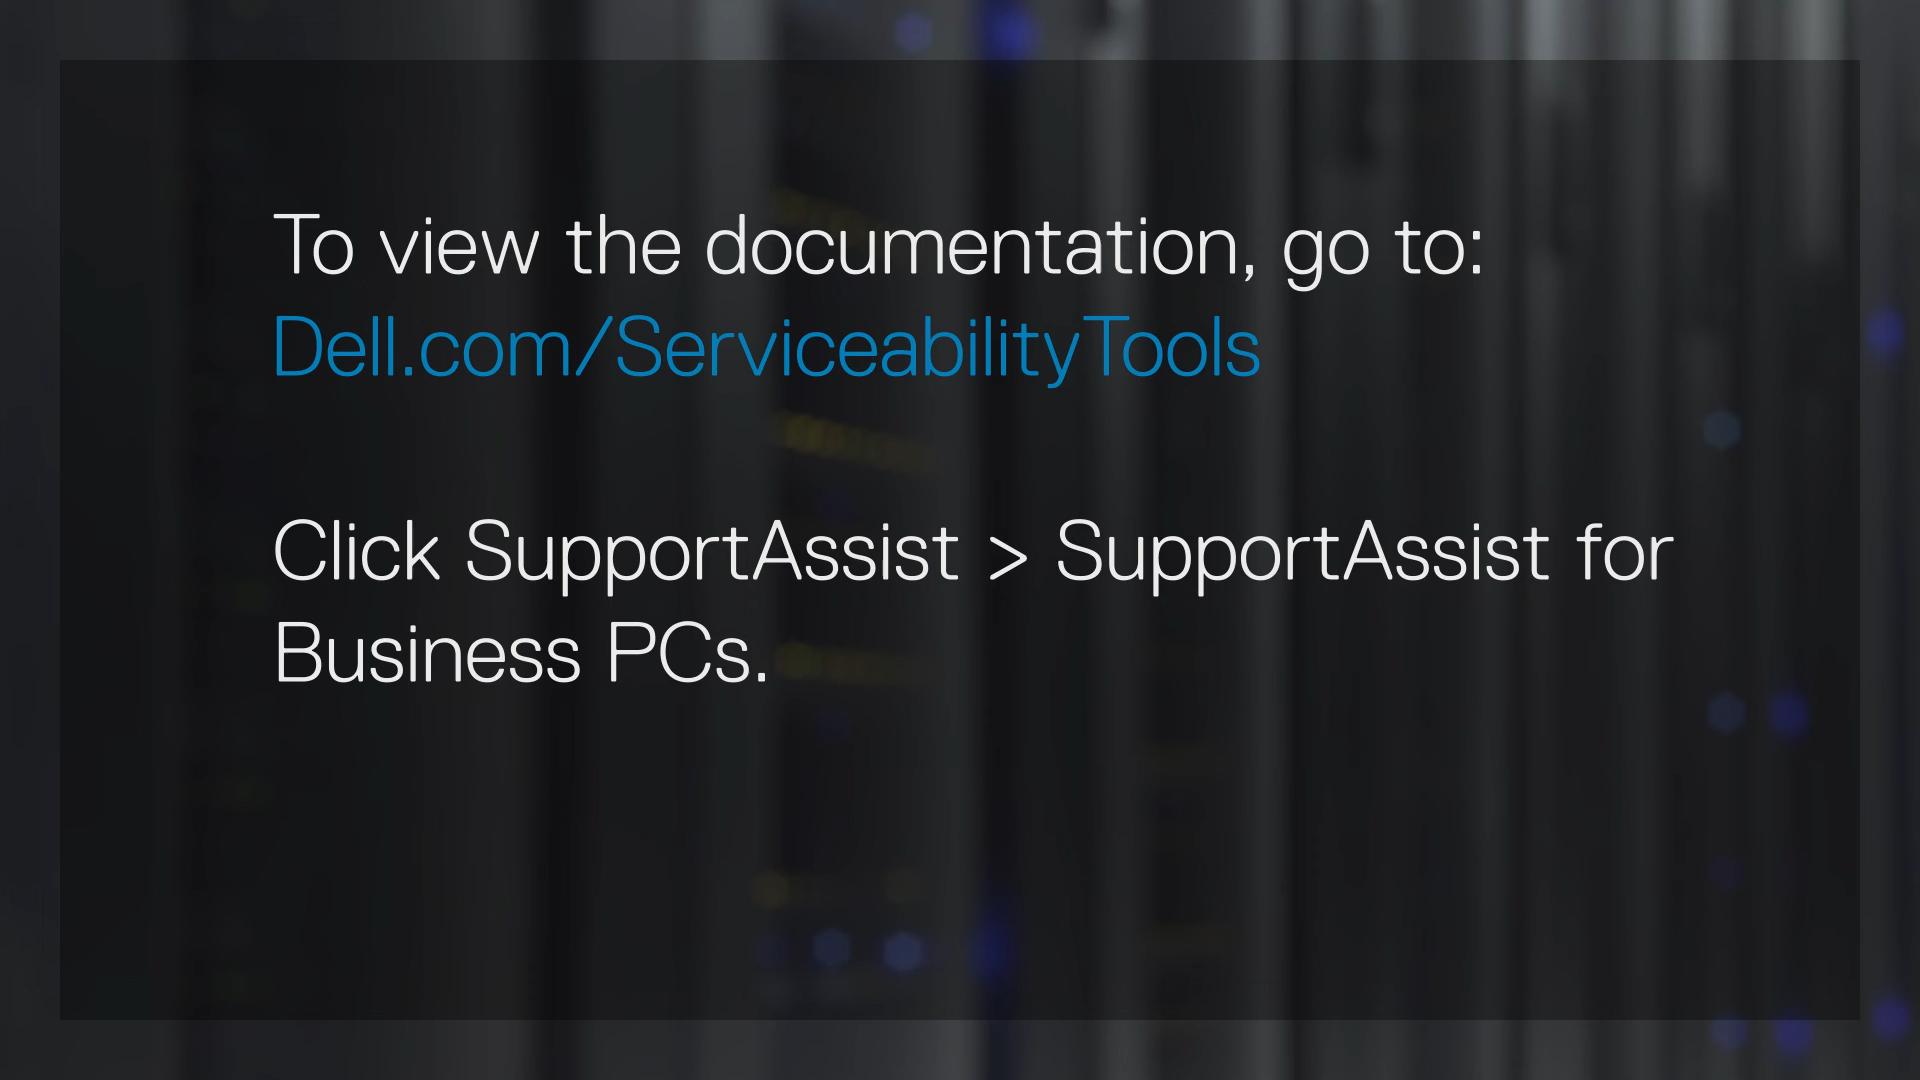 To view the documentation, go to:
Dell.com/ServiceabilityTools
Click SupportAssist > SupportAssist for
Business PCs.